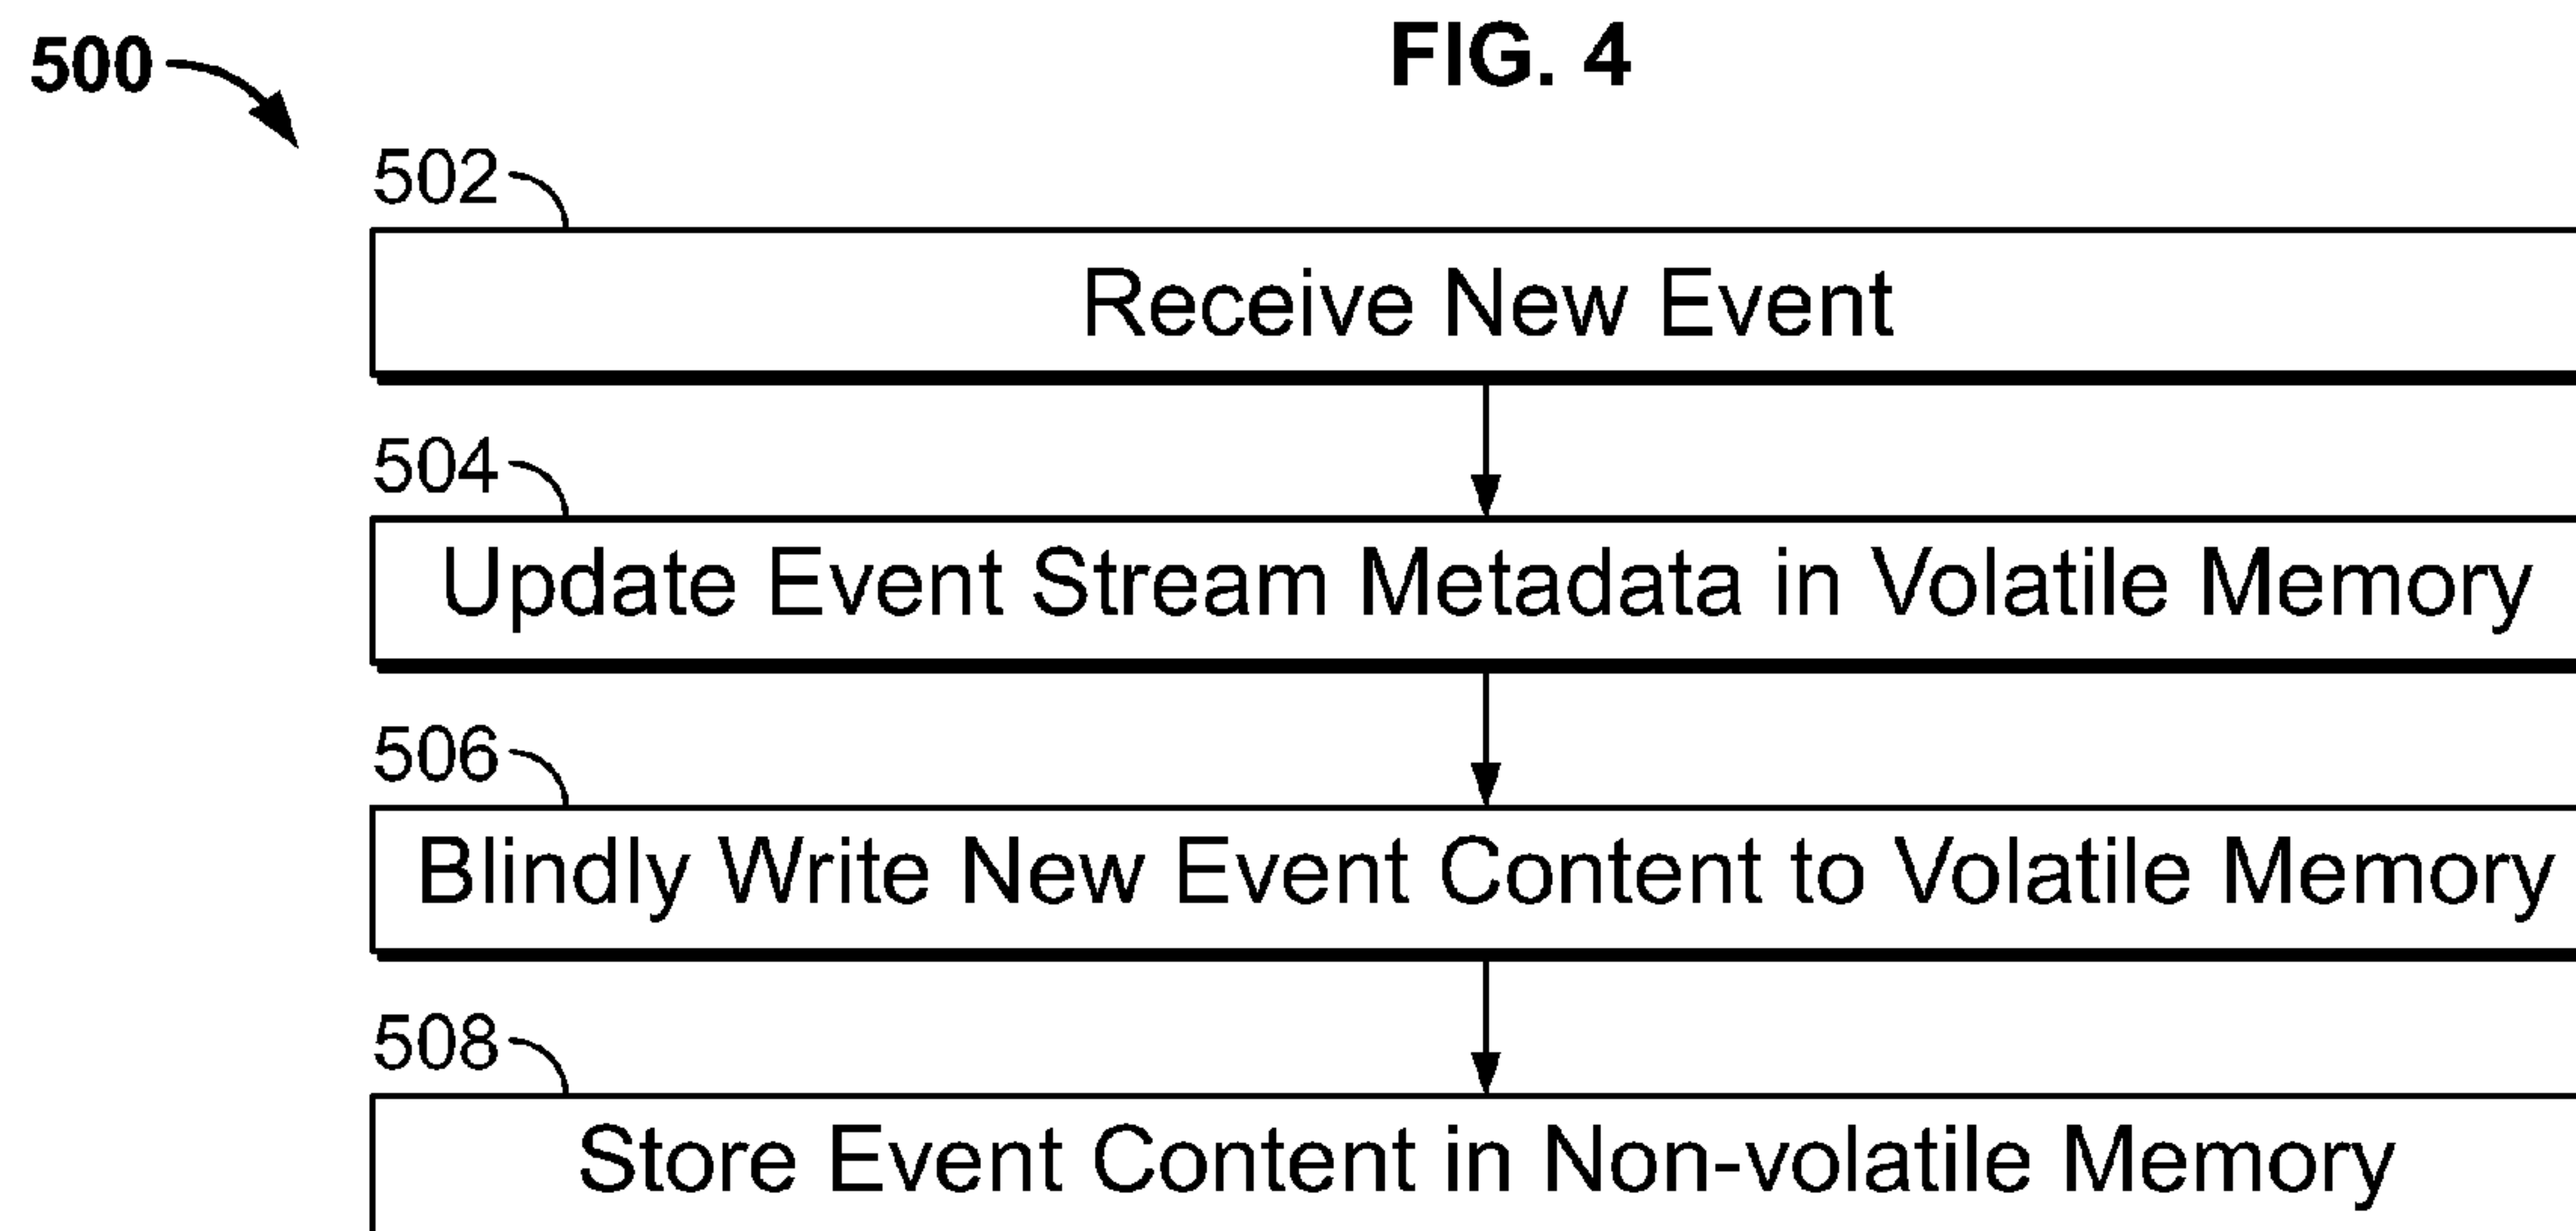 FIG. 4
500
502
Receive New Event
504
Update Event Stream Metadata in Volatile Memory
506
Blindly Write New Event Content to Volatile Memory
508
Store Event Content in Non-volatile Memory